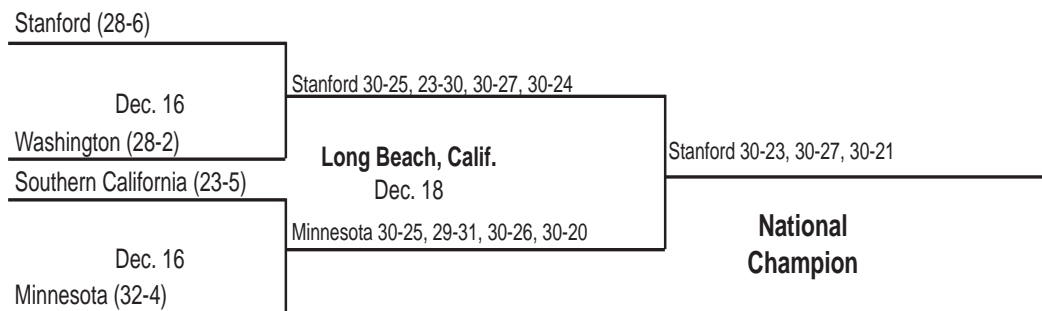 Stanford (28-6)
Stanford 30-25, 23-30, 30-27, 30-24
Dec. 16
Washington (28-2)
Long Beach, Calif.
Stanford 30-23, 30-27, 30-21
Southern California (23-5)
Dec. 18
Minnesota 30-25, 29-31, 30-26, 30-20
National
Champion
Dec. 16
Minnesota (32-4)